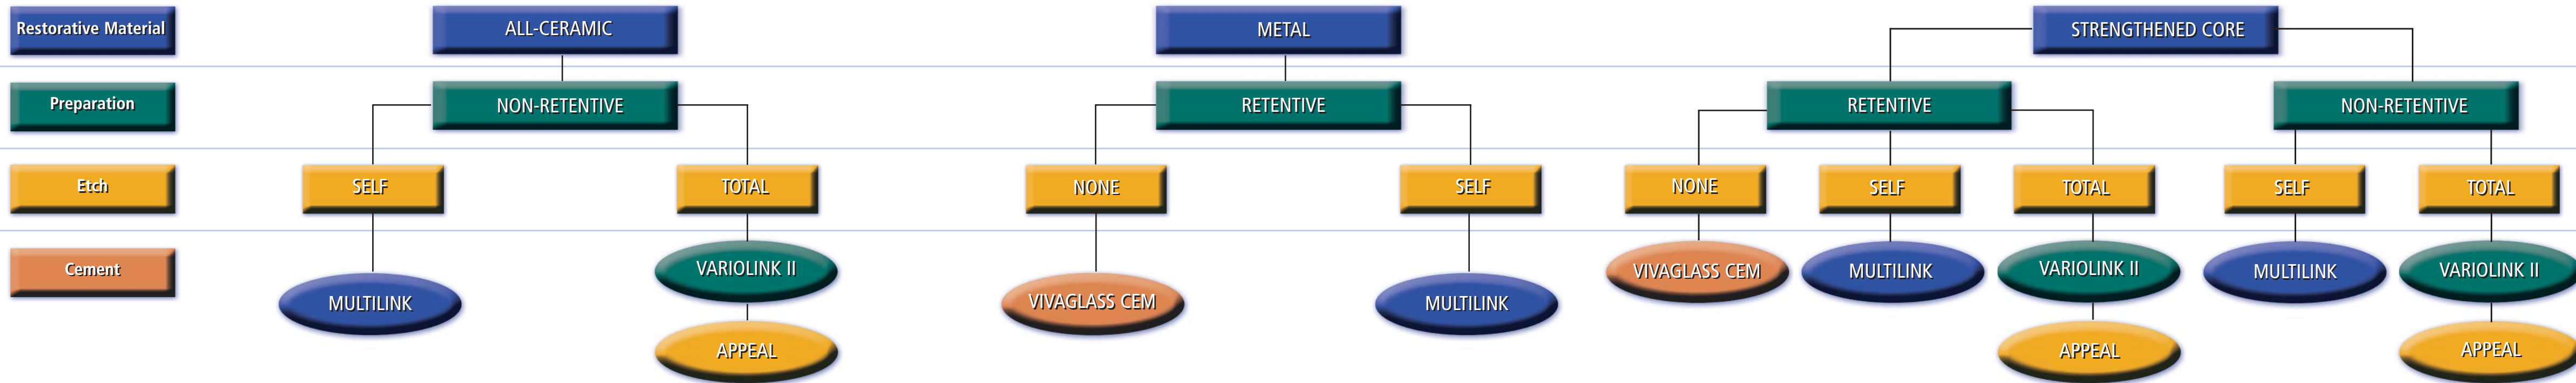 Restorative Material
ALL-CERAMIC
METAL
STRENGTHENED CORE
Preparation
NON-RETENTIVE
RETENTIVE
RETENTIVE
NON-RETENTIVE
Etch
SELF
TOTAL
NONE
SELF
NONE
SELF
TOTAL
SELF
TOTAL
Cement
MULTILINK
VARIOLINK II
VIVAGLASS CEM
MULTILINK
VIVAGLASS CEM
MULTILINK
VARIOLINK II
MULTILINK
VARIOLINK II
APPEAL
APPEAL
APPEAL